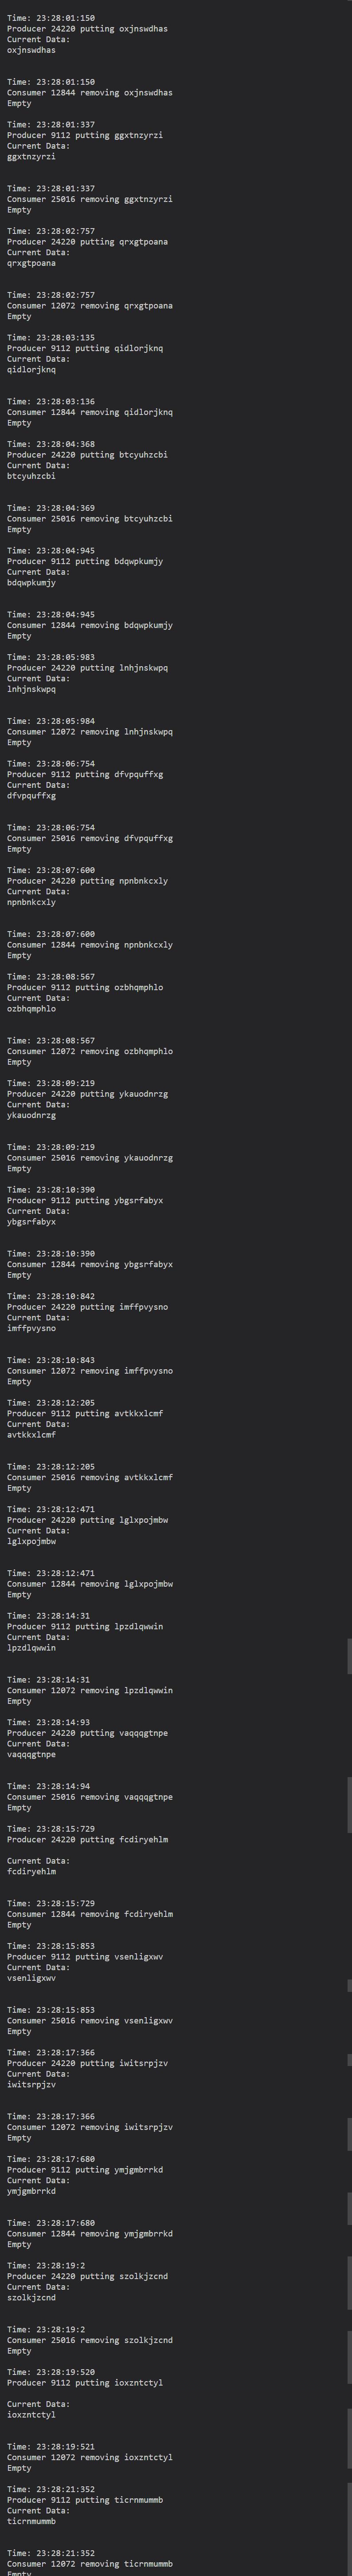 Time: 23:28:01:150
Producer 24220 putting oxjnswdhas
Current Data:
oxjnswdhas
Time: 23:28:01:150
Consumer 12844 removing oxjnswdhas
Empty
Time: 23:28:01:337
Producer 9112 putting ggxtnzyrzi
Current Data:
ggxtnzyrzi
Time: 23:28:01:337
Consumer 25016 removing ggxtnzyrzi
Empty
Time: 23:28:02:757
Producer 24220 putting qrxgtpoana
Current Data:
qrxgtpoana
Time: 23:28:02:757
Consumer 12072 removing qrxgtpoana
Empty
Time: 23:28:03:135
Producer 9112 putting qidlorjknq
Current Data:
qidlorjknq
Time: 23:28:03:136
Consumer 12844 removing qidlorjknq
Empty
Time: 23:28:04:368
Producer 24220 putting btcyuhzcbi
Current Data:
btcyuhzcbi
Time: 23:28:04:369
Consumer 25016 removing btcyuhzcbi
Empty
Time: 23:28:04:945
Producer 9112 putting bdqwpkumjy
Current Data:
bdqwpkumjy
Time: 23:28:04:945
Consumer 12844 removing bdqwpkumjy
Empty
Time: 23:28:05:983
Producer 24220 putting lnhjnskwpq
Current Data:
lnhjnskwpq
Time: 23:28:05:984
Consumer 12072 removing lnhjnskwpq
Empty
Time: 23:28:06:754
Producer 9112 putting dfvpquffxg
Current Data:
dfvpquffxg
Time: 23:28:06:754
Consumer 25016 removing dfvpquffxg
Empty
Time: 23:28:07:600
Producer 24220 putting npnbnkcxly
Current Data:
npnbnkcxly
Time: 23:28:07:600
Consumer 12844 removing npnbnkcxly
Empty
Time: 23:28:08:567
Producer 9112 putting ozbhqmphlo
Current Data:
ozbhqmphlo
Time: 23:28:08:567
Consumer 12072 removing ozbhqmphlo
Empty
Time: 23:28:09:219
Producer 24220 putting ykauodnrzg
Current Data:
ykauodnrzg
Time: 23:28:09:219
Consumer 25016 removing ykauodnrzg
Empty
Time: 23:28:10:390
Producer 9112 putting ybgsrfabyx
Current Data:
ybgsrfabyx
Time: 23:28:10:390
Consumer 12844 removing ybgsrfabyx
Empty
Time: 23:28:10:842
Producer 24220 putting imffpvysno
Current Data:
imffpvysno
Time: 23:28:10:843
Consumer 12072 removing imffpvysno
Empty
Time: 23:28:12:205
Producer 9112 putting avtkkxlcmf
Current Data:
avtkkxlcmf
Time: 23:28:12:205
Consumer 25016 removing avtkkxlcmf
Empty
Time: 23:28:12:471
Producer 24220 putting lglxpojmbw
Current Data:
lglxpojmbw
Time: 23:28:12:471
Consumer 12844 removing lglxpojmbw
Empty
Time: 23:28:14:31
Producer 9112 putting lpzdlqwwin
Current Data:
lpzdlqwwin
Time: 23:28:14:31
Consumer 12072 removing lpzdlqwwin
Empty
Time: 23:28:14:93
Producer 24220 putting vaqqqgtnpe
Current Data:
vaqqqgtnpe
Time: 23:28:14:94
Consumer 25016 removing vaqqqgtnpe
Empty
Time: 23:28:15:729
Producer 24220 putting fcdiryehlm
Current Data:
fcdiryehlm
Time: 23:28:15:729
Consumer 12844 removing fcdiryehlm
Empty
Time: 23:28:15:853
Producer 9112 putting vsenligxwv
Current Data:
vsenligxwv
Time: 23:28:15:853
Consumer 25016 removing vsenligxwv
Empty
Time: 23:28:17:366
Producer 24220 putting iwitsrpjzv
Current Data:
iwitsrpjzv
Time: 23:28:17:366
Consumer 12072 removing iwitsrpjzv
Empty
Time: 23:28:17:680
Producer 9112 putting ymjgmbrrkd
Current Data:
ymjgmbrrkd
Time: 23:28:17:680
Consumer 12844 removing ymjgmbrrkd
Empty
Time: 23:28:19:2
Producer 24220 putting szolkjzcnd
Current Data:
szolkjzcnd
Time: 23:28:19:2
Consumer 25016 removing szolkjzcnd
Empty
Time: 23:28:19:520
Producer 9112 putting ioxzntctyl
Current Data:
ioxzntctyl
Time: 23:28:19:521
Consumer 12072 removing ioxzntctyl
Empty
Time: 23:28:21:352
Producer 9112 putting ticrnmummb
Current Data:
ticrnmummb
Time: 23:28:21:352
Consumer 12072 removing ticrnmummb
Empty